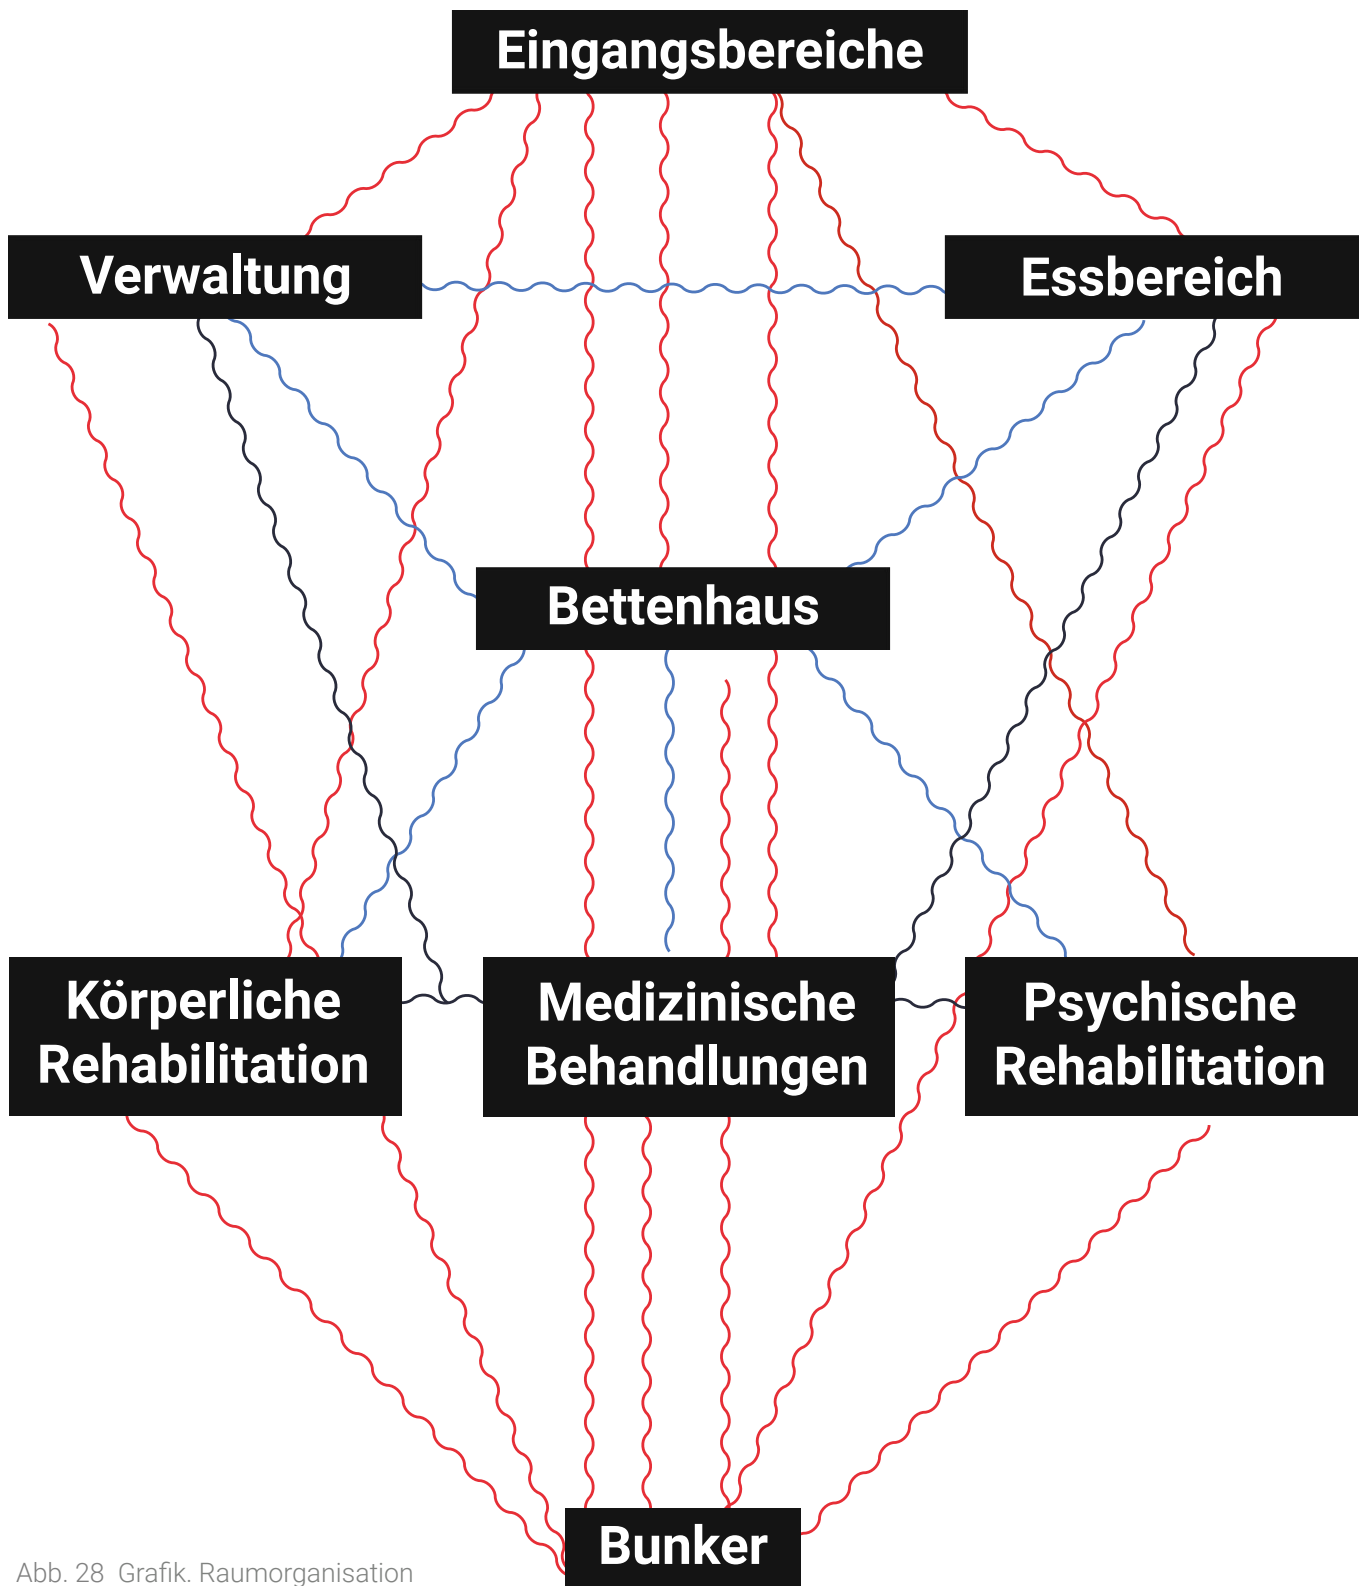 Eingangsbereiche
Verwaltung
Essbereich
Bettenhaus
Körperliche
Rehabilitation
Medizinische
Behandlungen
Psychische
Rehabilitation
Bunker
Abb. 28 Grafik. Raumorganisation